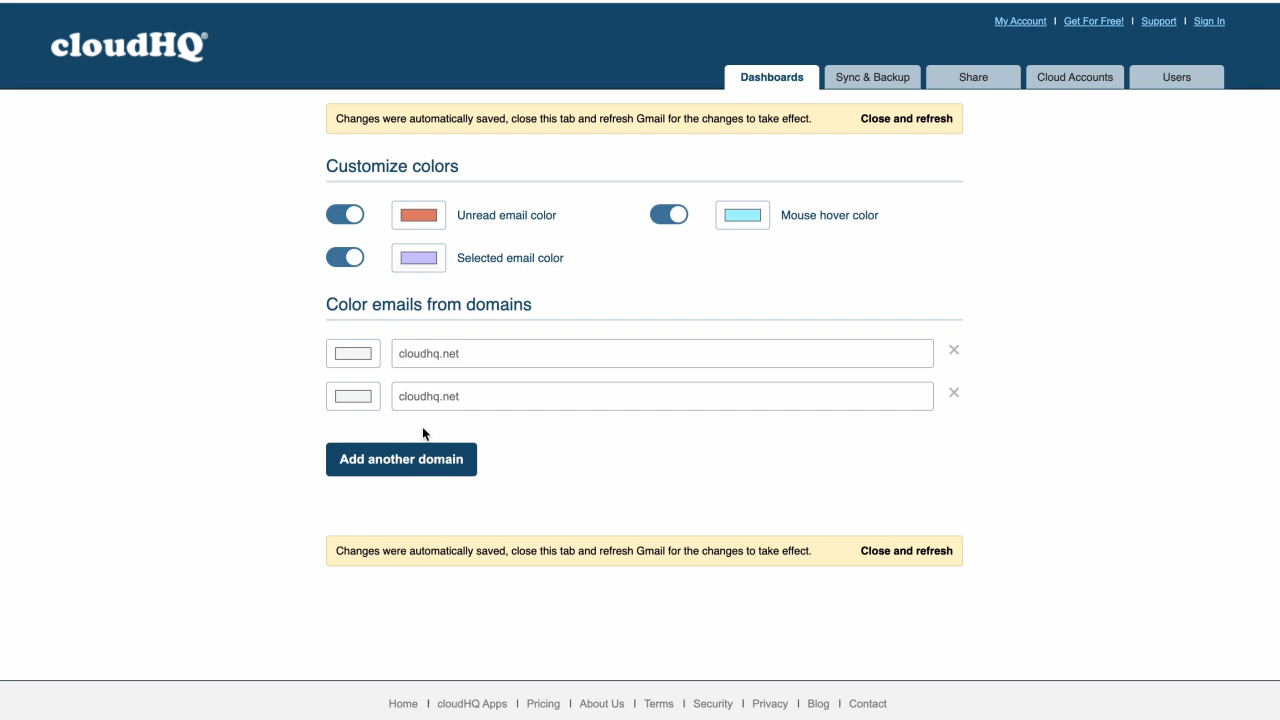 My Account | Get For Free! | Support | Sign In
cloudHQ®
Dashboards Sync & Backup Share Cloud Accounts Users
Changes were automatically saved, close this tab and refresh Gmail for the changes to take effect. Close and refresh
Customize colors
Unread email color Mouse hover color
Selected email color
Color emails from domains
cloudhq.net
cloudhq.net
Add another domain
Changes were automatically saved, close this tab and refresh Gmail for the changes to take effect. Close and refresh
Home | cloudHQ Apps | Pricing | About Us | Terms | Security | Privacy | Blog | Contact